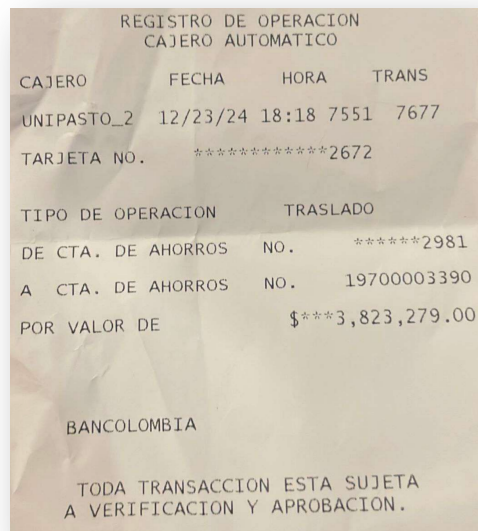 REGISTRO DE OPERACION
CAJERO AUTOMATICO
CAJERO FECHA HORA TRANS
UNIPASTO_2 12/23/24 18:18 7551 7677
TARJETA NO. ************2672
TIPO DE OPERACION TRASLADO
DE CTA. DE AHORROS NO. ******2981
A CTA. DE AHORROS NO. 19700003390
POR VALOR DE $***3,823,279.00
BANCOLOMBIA
TODA TRANSACCION ESTA SUJETA
A VERIFICACION Y APROBACION.